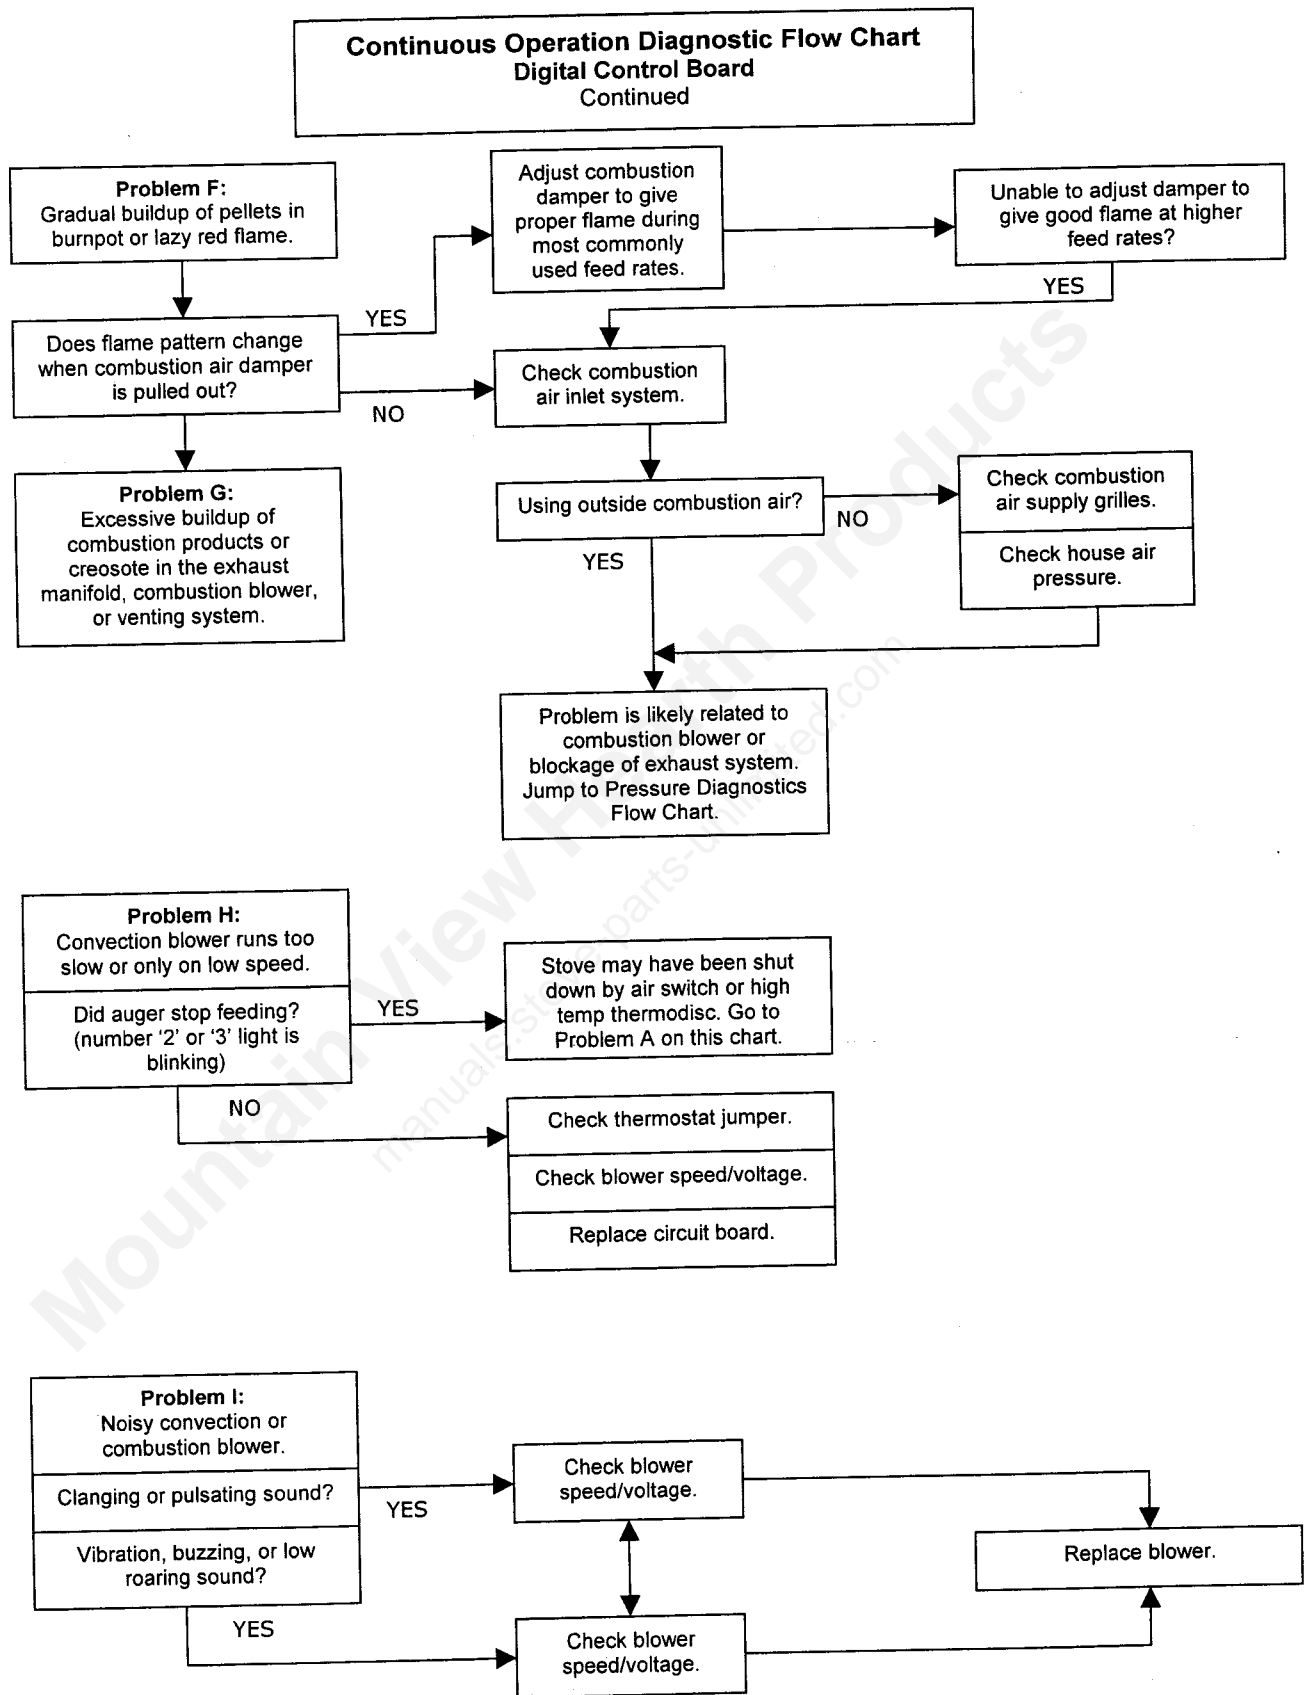 Continuous Operation Diagnostic Flow Chart
Digital Control Board
Continued
Problem F:
Gradual buildup of pellets in
burnpot or lazy red flame.
Adjust combustion
damper to give
proper flame during
most commonly
used feed rates.
Unable to adjust damper to
give good flame at higher
feed rates?
YES
YES
Does flame pattern change
when combustion air damper
is pulled out?
NO
Check combustion
air inlet system.
Problem G:
Excessive buildup of
combustion products or
creosote in the exhaust
manifold, combustion blower,
or venting system.
Using outside combustion air?
NO
YES
Check combustion
air supply grilles.
Check house air
pressure.
Problem is likely related to
combustion blower or
blockage of exhaust system.
Jump to Pressure Diagnostics
Flow Chart.
Problem H:
Convection blower runs too
slow or only on low speed.
Did auger stop feeding?
(number '2' or '3' light is
blinking)
YES
Stove may have been shut
down by air switch or high
temp thermodisc. Go to
Problem A on this chart.
NO
Check thermostat jumper.
Check blower speed/voltage.
Replace circuit board.
Problem I:
Noisy convection or
combustion blower.
Clanging or pulsating sound?
YES
Vibration, buzzing, or low
roaring sound?
YES
Check blower
speed/voltage.
Replace blower.
Check blower
speed/voltage.
Mountain View Hearth Products
manuals.stove-parts-unlimited.com